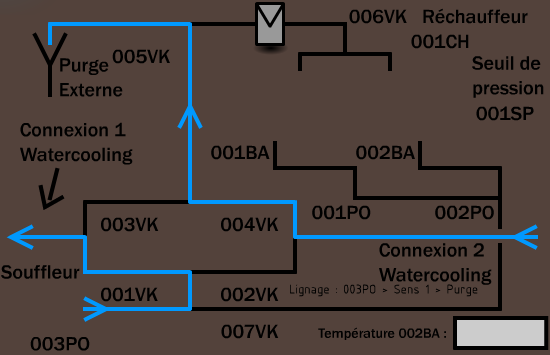 006VK Réchauffeur
001CH
005VK
Purge
Externe
Seuil de
pression
001SP
Connexion 1
Watercooling
001BA
002BA
003VK
004VK
001PO
002PO
Connexion 2
Watercooling
Souffleur
001VK
002VK
Lignage : 003PO > Sens 1 > Purge
007VK
Température 002BA :
003PO